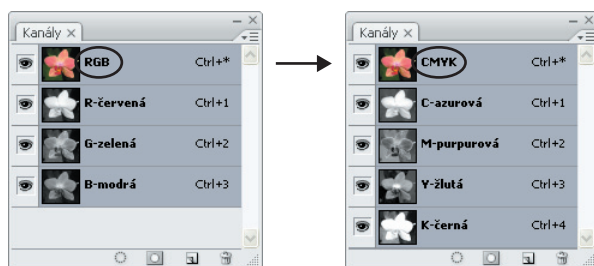 Kanály ×
RGB Ctrl+*
R-červená Ctrl+1
G-zelená Ctrl+2
B-modrá Ctrl+3
Kanály ×
CMYK Ctrl+*
C-azurová Ctrl+1
M-purpurová Ctrl+2
Y-žlutá Ctrl+3
K-černá Ctrl+4